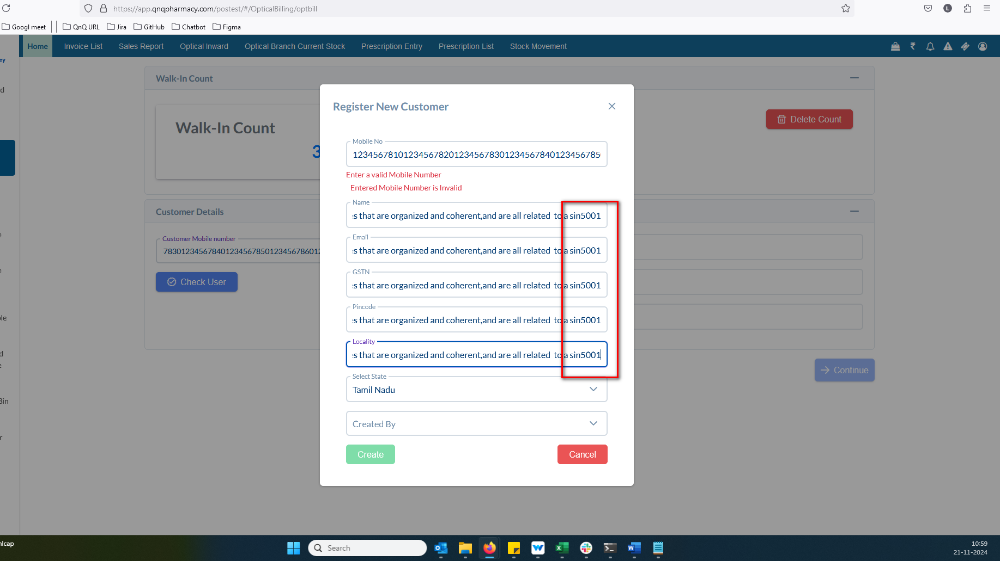 https://app.qnqpharmacy.com/postest/#/OpticalBilling/optbill
L
Googl meet
QnQ URL
Jira
GitHub
Chatbot
Figma
Home
Invoice List
Sales Report
Optical Inward
Optical Branch Current Stock
Prescription Entry
Prescription List
Stock Movement
cy
d
Walk-In Count
Walk-In Count
3
Delete Count
Customer Details
Customer Mobile number
Check User
Continue
Register New Customer
Mobile No
Enter a valid Mobile Number
Entered Mobile Number is Invalid
Name
s that are organized and coherent,and are all related  to a sin5001
Email
s that are organized and coherent,and are all related  to a sin5001
GSTN
s that are organized and coherent,and are all related  to a sin5001
Pincode
s that are organized and coherent,and are all related  to a sin5001
Locality
s that are organized and coherent,and are all related  to a sin5001
Select State
Tamil Nadu
Created By
Create
Cancel
e
e
ole
d
e
Bin
r
nlcap
Search
10:59
21-11-2024